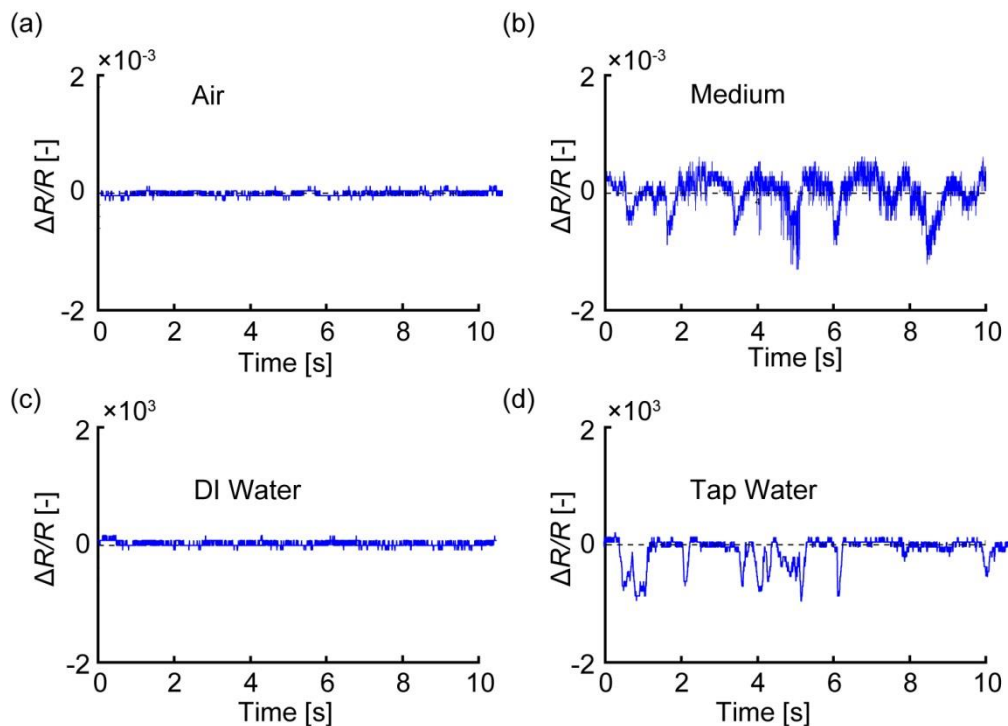 (a)
×10⁻³
Air
2
0
-2
ΔR/R [-]
0 2 4 6 8 10
Time [s]
(b)
×10⁻³
Medium
2
0
-2
ΔR/R [-]
0 2 4 6 8 10
Time [s]
(c)
×10³
DI Water
2
0
-2
ΔR/R [-]
0 2 4 6 8 10
Time [s]
(d)
×10³
Tap Water
2
0
-2
ΔR/R [-]
0 2 4 6 8 10
Time [s]